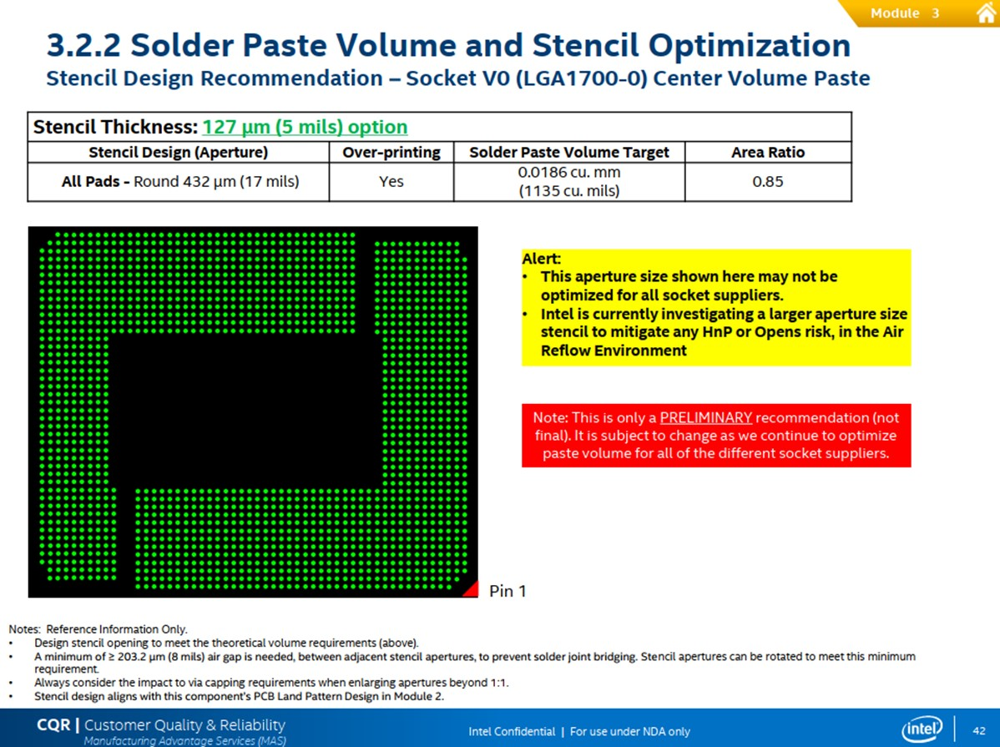 Module 3
3.2.2 Solder Paste Volume and Stencil Optimization
Stencil Design Recommendation – Socket V0 (LGA1700-0) Center Volume Paste
Stencil Thickness: 127 µm (5 mils) option
Stencil Design (Aperture) Over-printing Solder Paste Volume Target Area Ratio
All Pads - Round 432 µm (17 mils) Yes 0.0186 cu. mm 0.85
(1135 cu. mils)
Alert:
• This aperture size shown here may not be
optimized for all socket suppliers.
• Intel is currently investigating a larger aperture size
stencil to mitigate any HnP or Opens risk, in the Air
Reflow Environment
Note: This is only a PRELIMINARY recommendation (not
final). It is subject to change as we continue to optimize
paste volume for all of the different socket suppliers.
Pin 1
Notes: Reference Information Only.
• Design stencil opening to meet the theoretical volume requirements (above).
• A minimum of ≥ 203.2 µm (8 mils) air gap is needed, between adjacent stencil apertures, to prevent solder joint bridging. Stencil apertures can be rotated to meet this minimum
requirement.
• Always consider the impact to via capping requirements when enlarging apertures beyond 1:1.
• Stencil design aligns with this component's PCB Land Pattern Design in Module 2.
CQR | Customer Quality & Reliability
Manufacturing Advantage Services (MAS)
Intel Confidential | For use under NDA only
intel
42